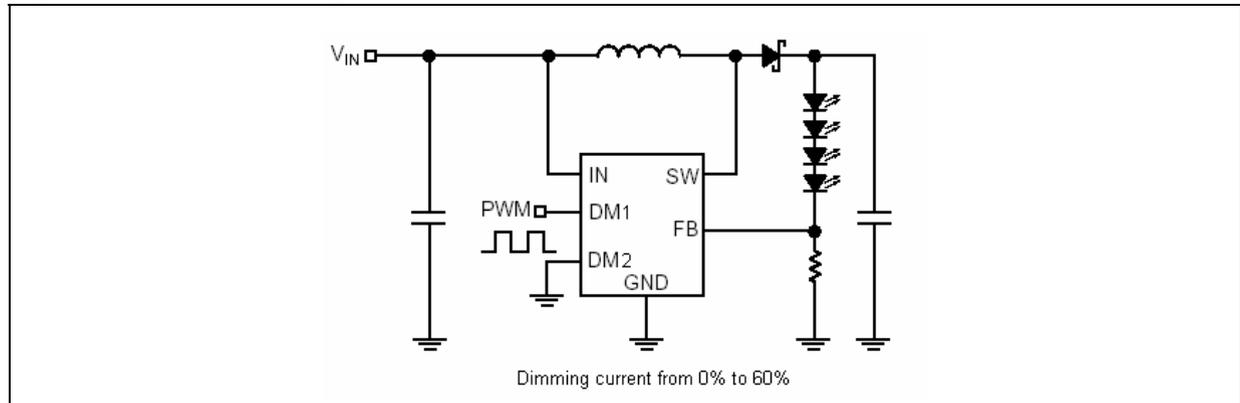 VIN
IN
SW
PWM
DM1
FB
DM2
GND
Dimming current from 0% to 60%